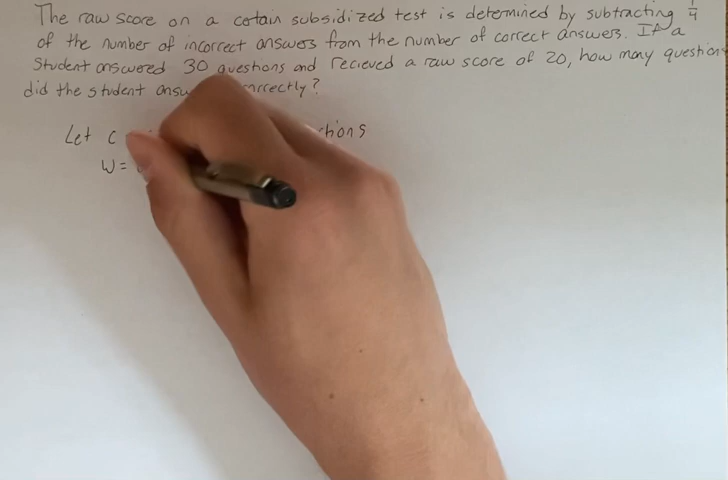 The raw score on a certain subsidized test is determined by subtracting 1/4
of the number of incorrect answers from the number of correct answers. If a
Student answered 30 questions and recieved a raw score of 20, how many question
did the student
Let c
W =